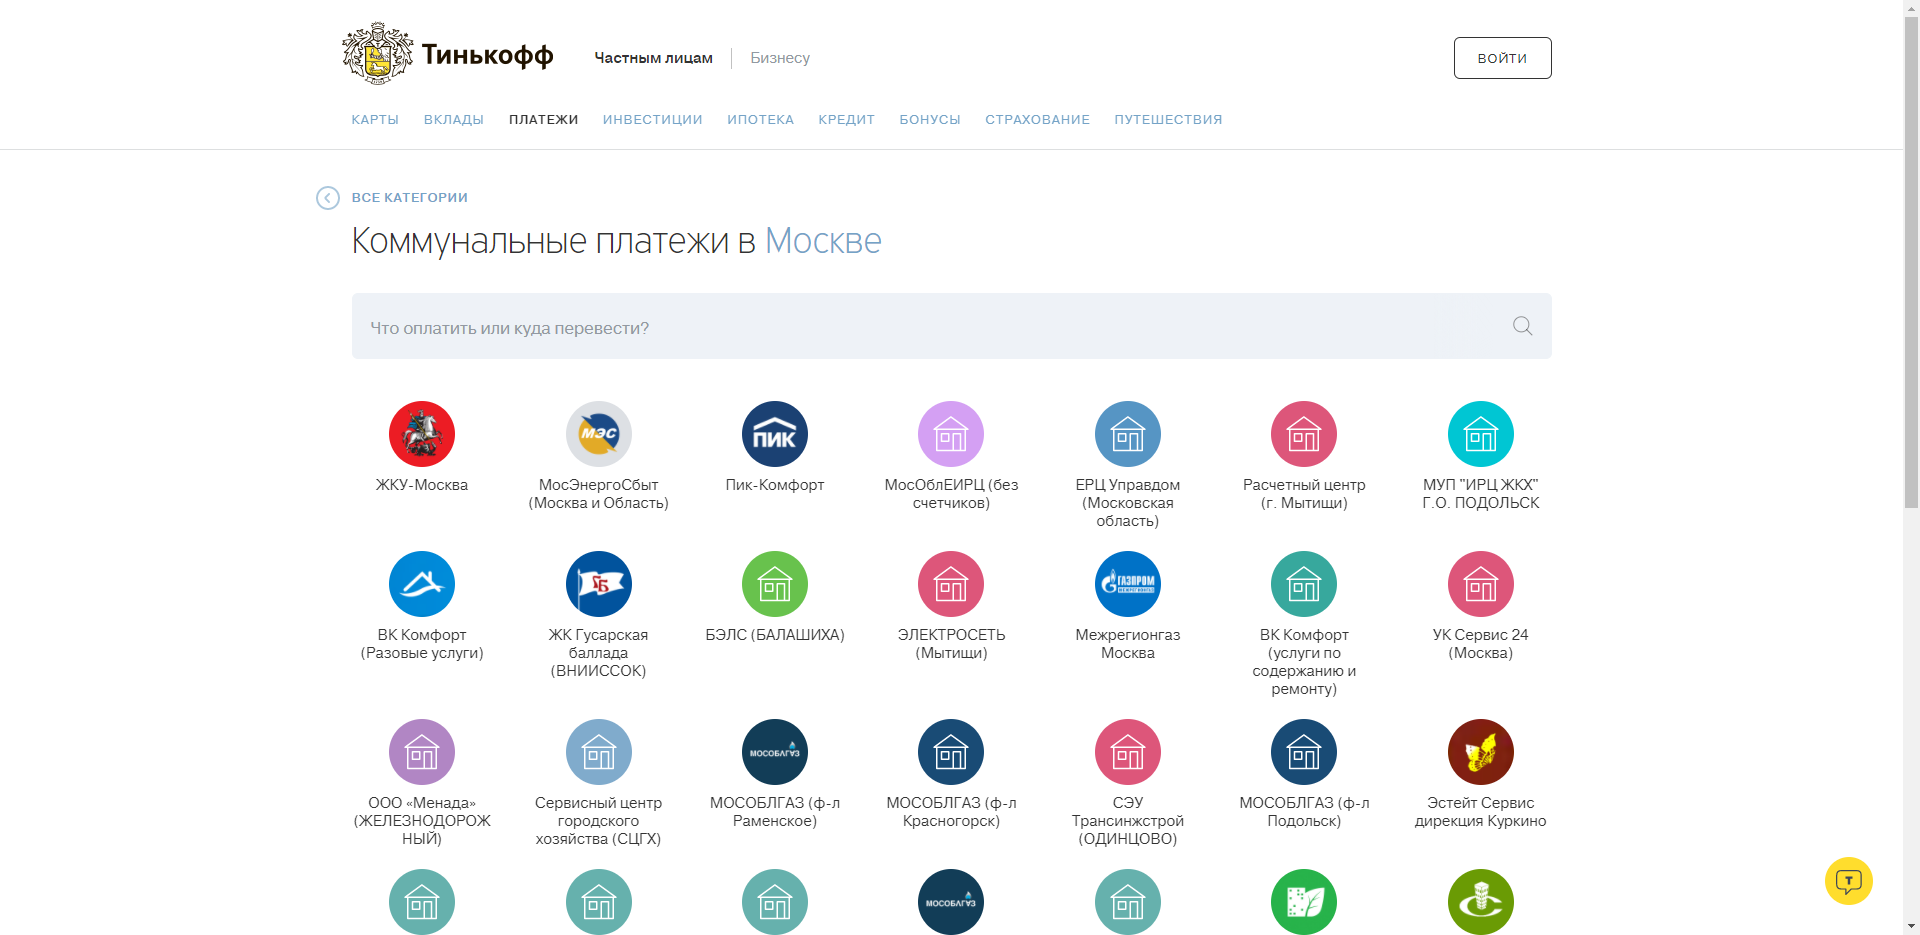 Тинькофф
Частным лицам
Бизнесу
ВОЙТИ
КАРТЫ ВКЛАДЫ ПЛАТЕЖИ ИНВЕСТИЦИИ ИПОТЕКА КРЕДИТ БОНУСЫ СТРАХОВАНИЕ ПУТЕШЕСТВИЯ
ВСЕ КАТЕГОРИИ
Коммунальные платежи в Москве
Что оплатить или куда перевести?
ЖКУ-Москва
МЭС
МосЭнергоСбыт
(Москва и Область)
ПИК
Пик-Комфорт
МосОблЕИРЦ (без
счетчиков)
ЕРЦ Управдом
(Московская
область)
Расчетный центр
(г. Мытищи)
МУП "ИРЦ ЖКХ"
Г.О. ПОДОЛЬСК
ВК Комфорт
(Разовые услуги)
ГБ
ЖК Гусарская
баллада
(ВНИИССОК)
БЭЛС (БАЛАШИХА)
ЭЛЕКТРОСЕТЬ
(Мытищи)
ГАЗПРОМ
МЕЖРЕГИОНГАЗ
Межрегионгаз
Москва
ВК Комфорт
(услуги по
содержанию и
ремонту)
УК Сервис 24
(Москва)
ООО «Менада»
(ЖЕЛЕЗНОДОРОЖ
НЫЙ)
Сервисный центр
городского
хозяйства (СЦГХ)
МОСОБЛГАЗ
МОСОБЛГАЗ (ф-л
Раменское)
МОСОБЛГАЗ (ф-л
Красногорск)
СЭУ
Трансинжстрой
(ОДИНЦОВО)
МОСОБЛГАЗ (ф-л
Подольск)
Эстейт Сервис
дирекция Куркино
МОСОБЛГАЗ
Т